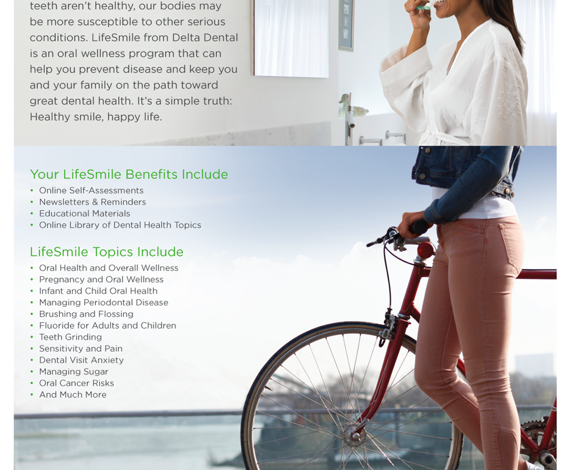 teeth aren't healthy, our bodies may
be more susceptible to other serious
conditions. LifeSmile from Delta Dental
is an oral wellness program that can
help you prevent disease and keep you
and your family on the path toward
great dental health. It's a simple truth:
Healthy smile, happy life.
Your LifeSmile Benefits Include
• Online Self-Assessments
• Newsletters & Reminders
• Educational Materials
• Online Library of Dental Health Topics
LifeSmile Topics Include
• Oral Health and Overall Wellness
• Pregnancy and Oral Wellness
• Infant and Child Oral Health
• Managing Periodontal Disease
• Brushing and Flossing
• Fluoride for Adults and Children
• Teeth Grinding
• Sensitivity and Pain
• Dental Visit Anxiety
• Managing Sugar
• Oral Cancer Risks
• And Much More